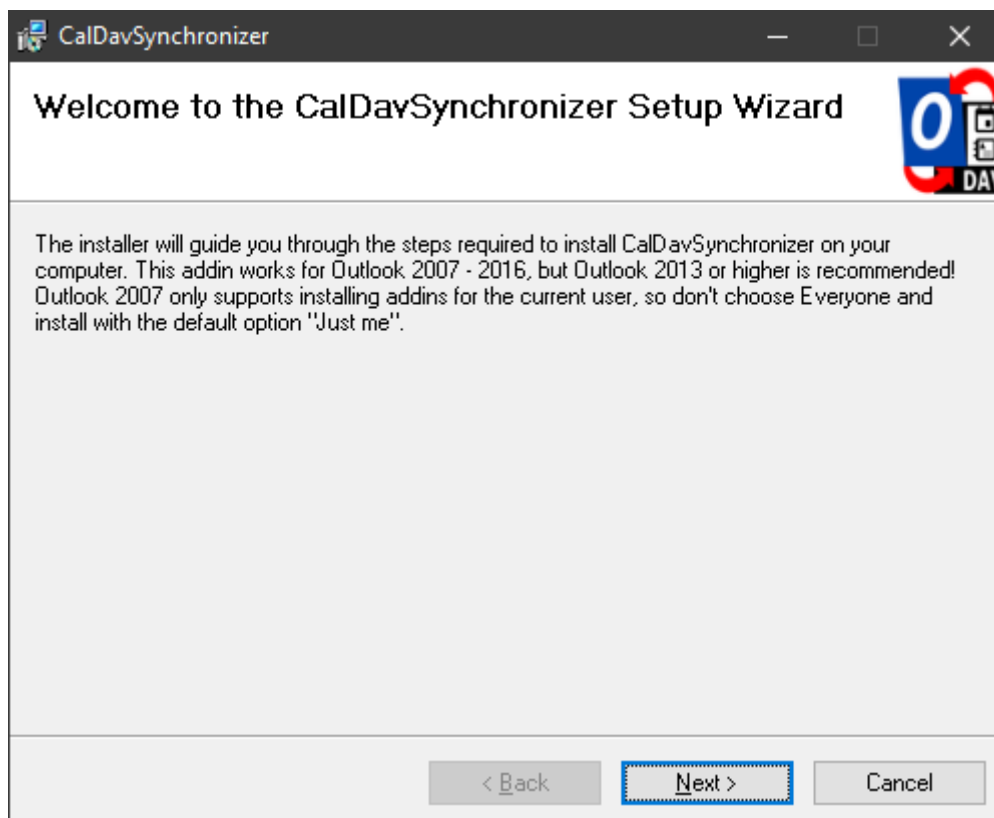 CalDavSynchronizer
Welcome to the CalDavSynchronizer Setup Wizard
O
DAV
The installer will guide you through the steps required to install CalDavSynchronizer on your
computer. This addin works for Outlook 2007 - 2016, but Outlook 2013 or higher is recommended!
Outlook 2007 only supports installing addins for the current user, so don't choose Everyone and
install with the default option "Just me".
< Back
Next >
Cancel